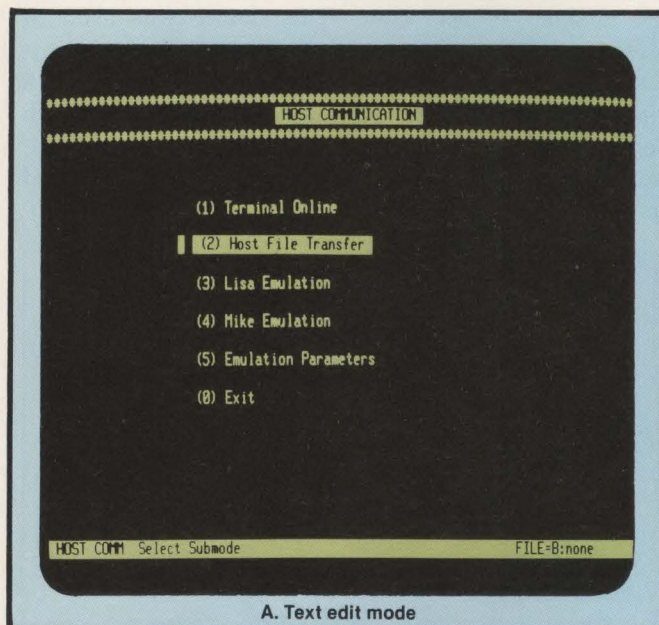 HOST COMMUNICATION
(1) Terminal Online
(2) Host File Transfer
(3) Lisa Emulation
(4) Mike Emulation
(5) Emulation Parameters
(0) Exit
HOST COMM Select Submode FILE=B:none
A. Text edit mode